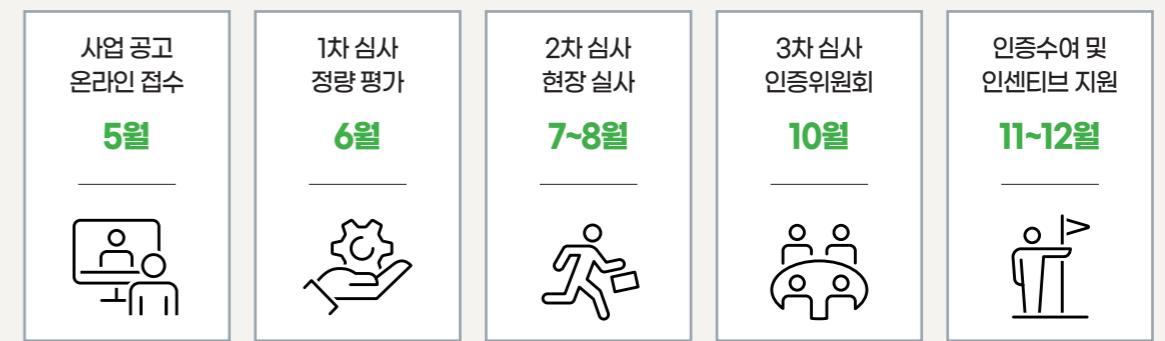 사업 공고
온라인 접수
5월
1차 심사
정량 평가
6월
2차 심사
현장 실사
7~8월
3차 심사
인증위원회
10월
인증수여 및
인센티브 지원
11~12월